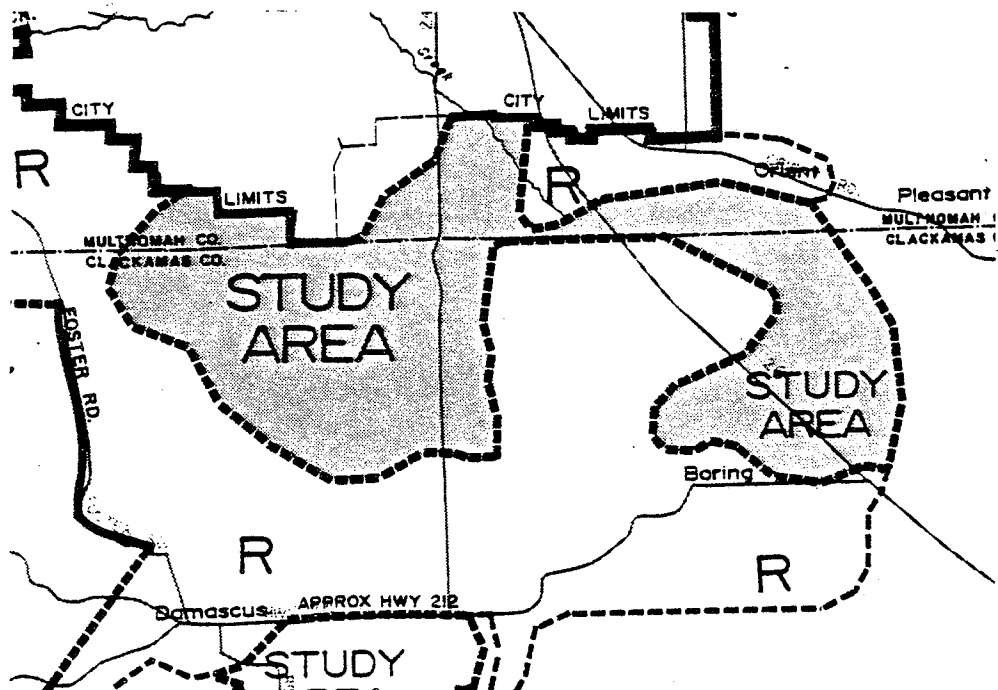 CITY
CITY
LIMITS
R
R
Orient
RD.
Pleasant
LIMITS
MULTNOMAH CO.
CLACKAMAS CO.
MULTNOMAH
CLACKAMAS
STUDY
AREA
FOSTER RD.
STUDY
AREA
Boring
R
R
Damascus
APPROX HWY 212
STUDY
AREA